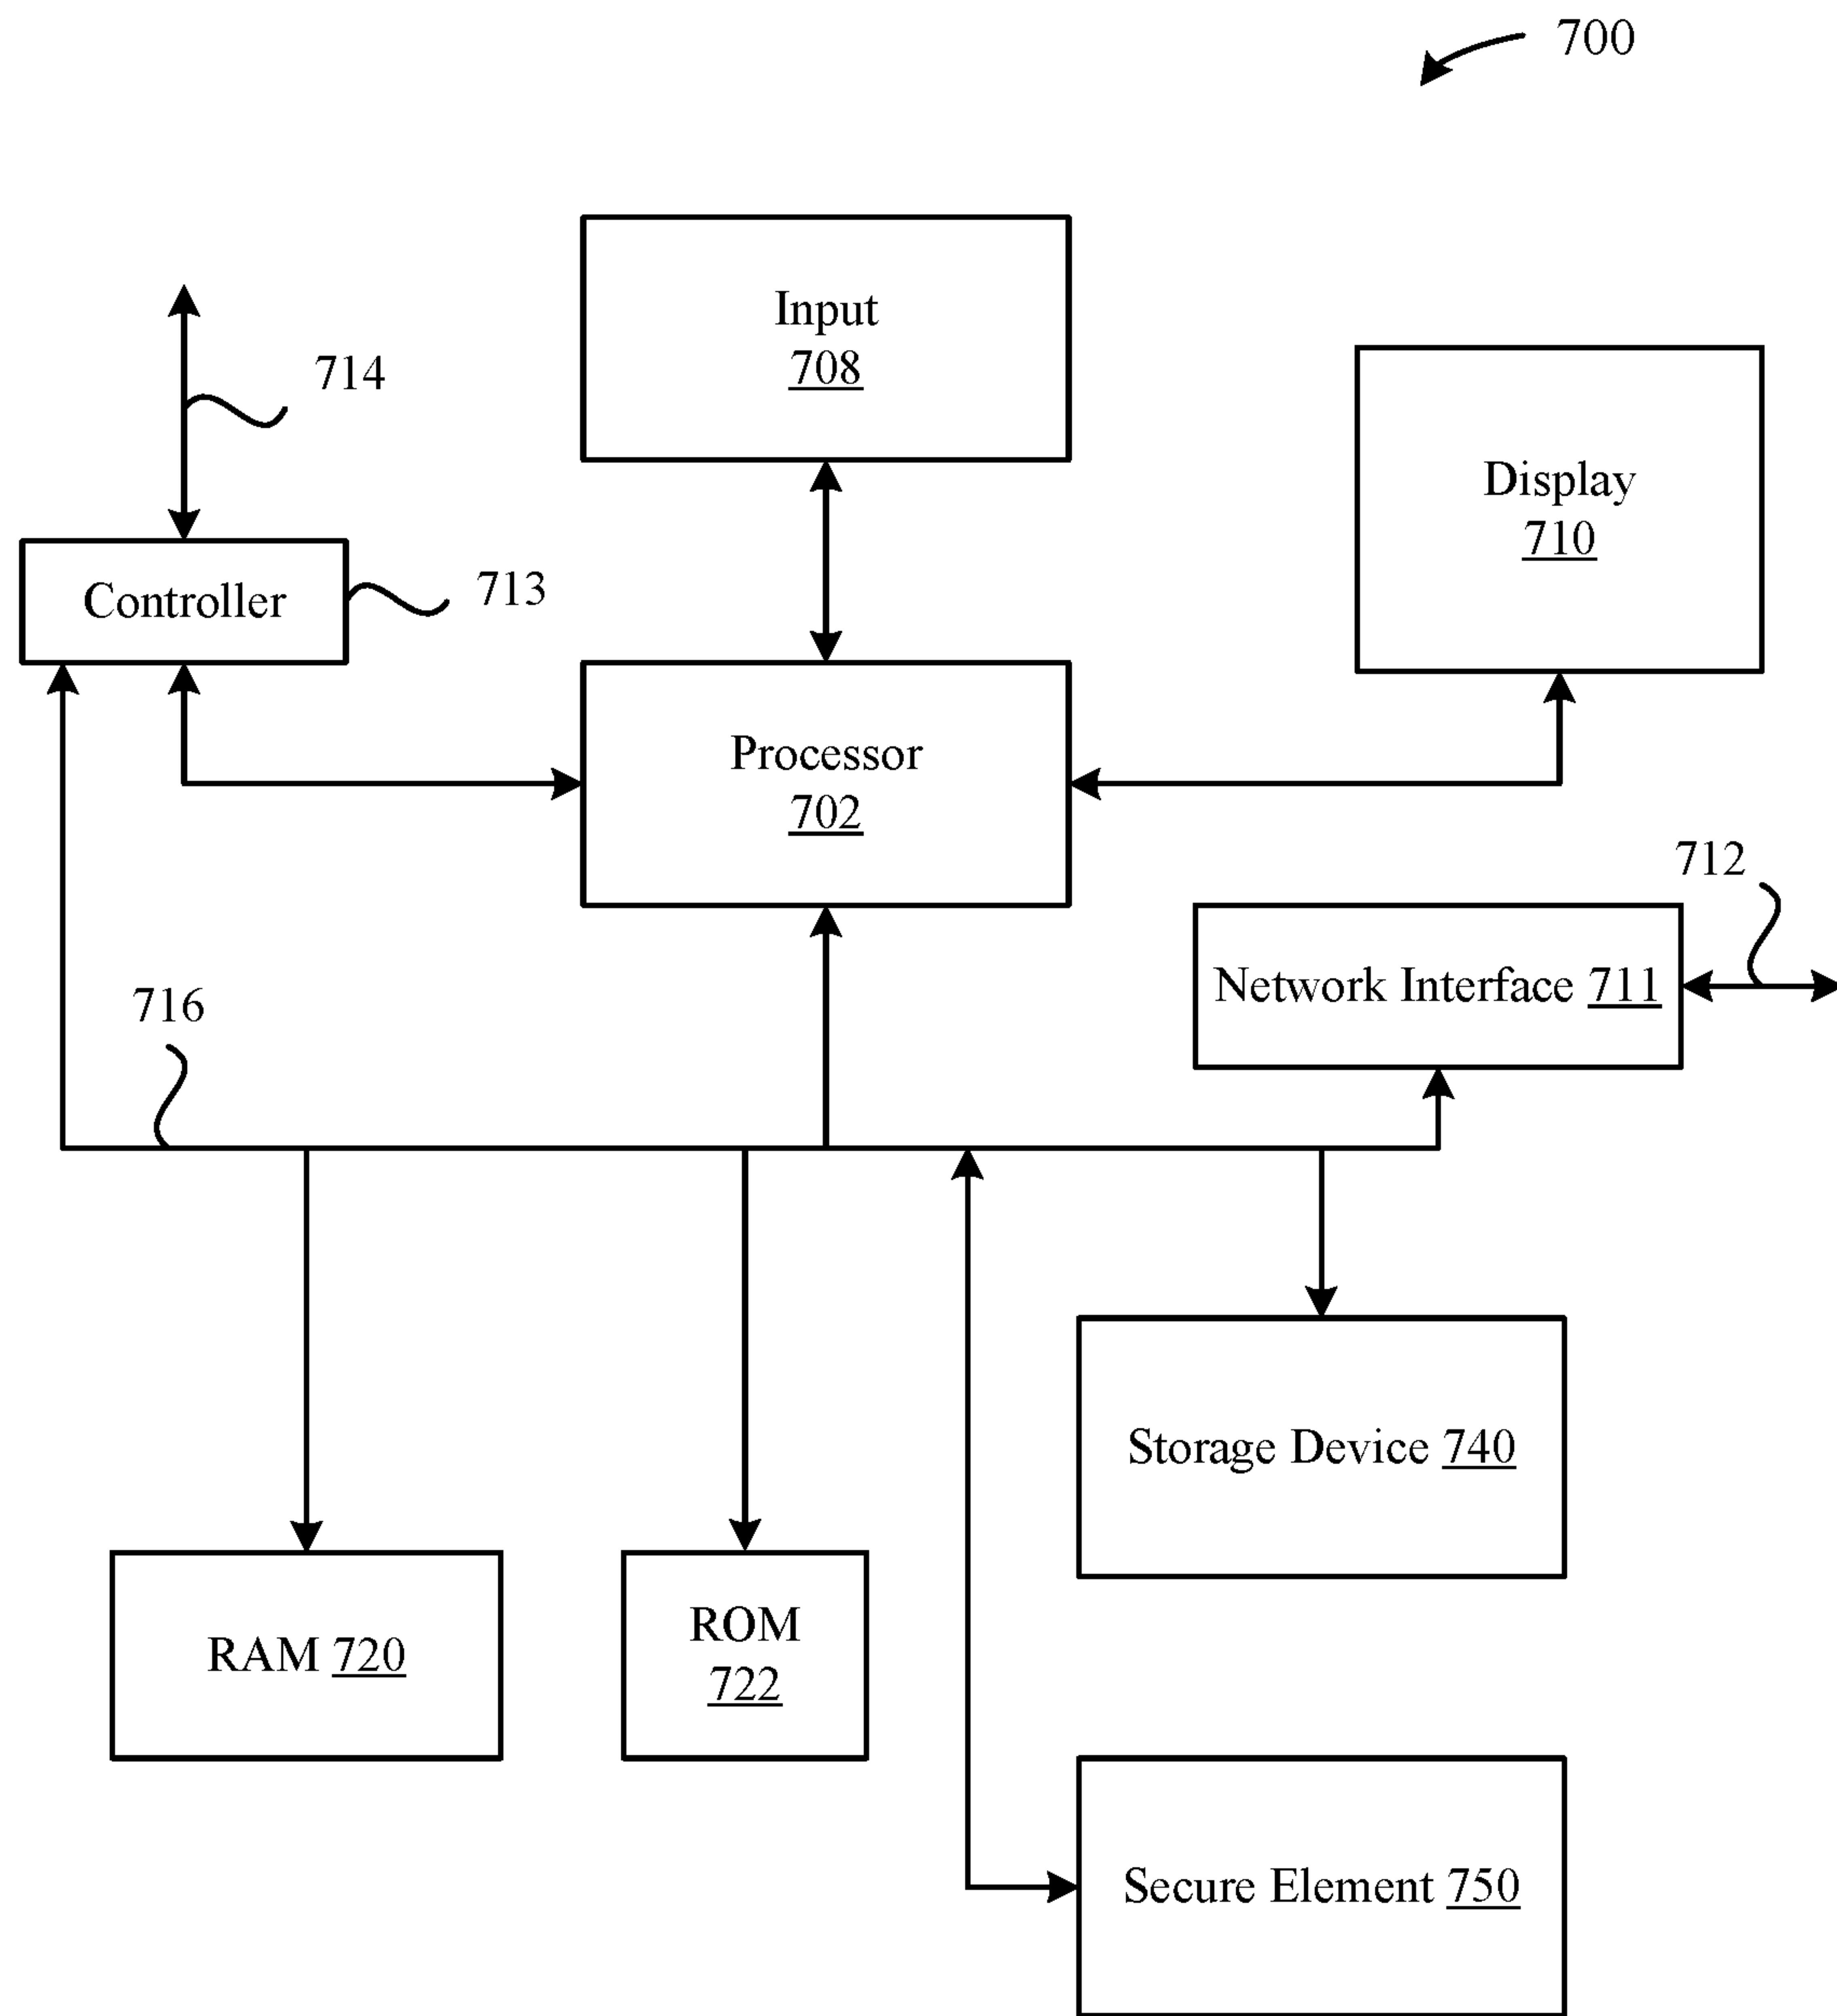 700
Input
708
714
Display
710
Controller
713
Processor
702
712
Network Interface 711
716
Storage Device 740
RAM 720
ROM
722
Secure Element 750